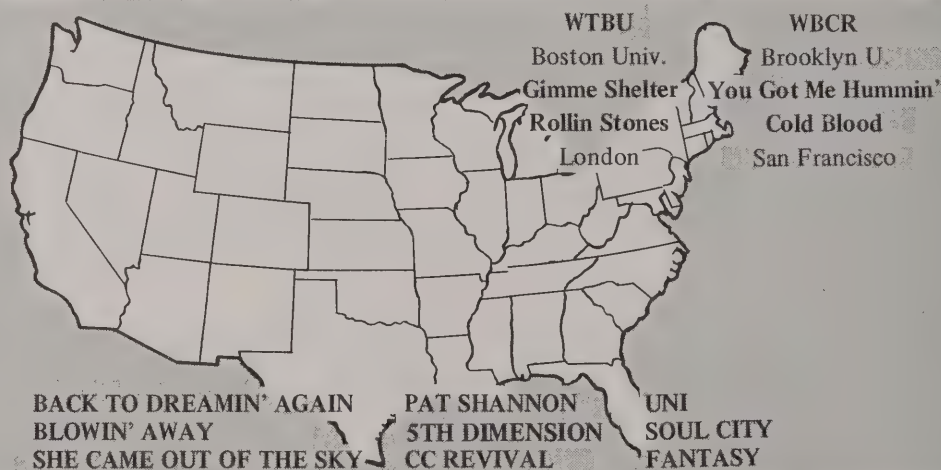 WTBU
Boston Univ.
Gimme Shelter
Rollin Stones
London
WBCR
Brooklyn U.
You Got Me Hummin'
Cold Blood
San Francisco
BACK TO DREAMIN' AGAIN PAT SHANNON UNI
BLOWIN' AWAY 5TH DIMENSION SOUL CITY
SHE CAME OUT OF THE SKY CC REVIVAL FANTASY